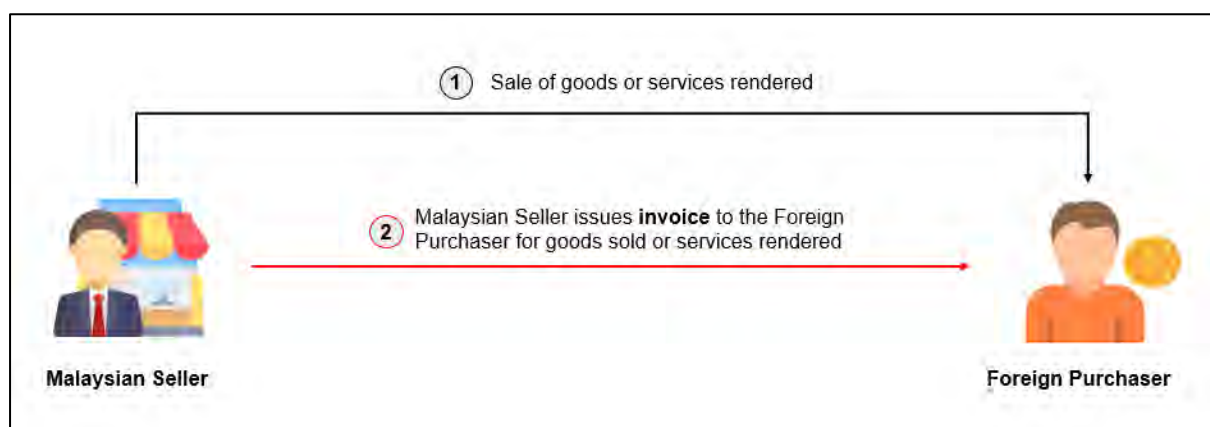 1 Sale of goods or services rendered
2 Malaysian Seller issues invoice to the Foreign
Purchaser for goods sold or services rendered
Malaysian Seller
Foreign Purchaser